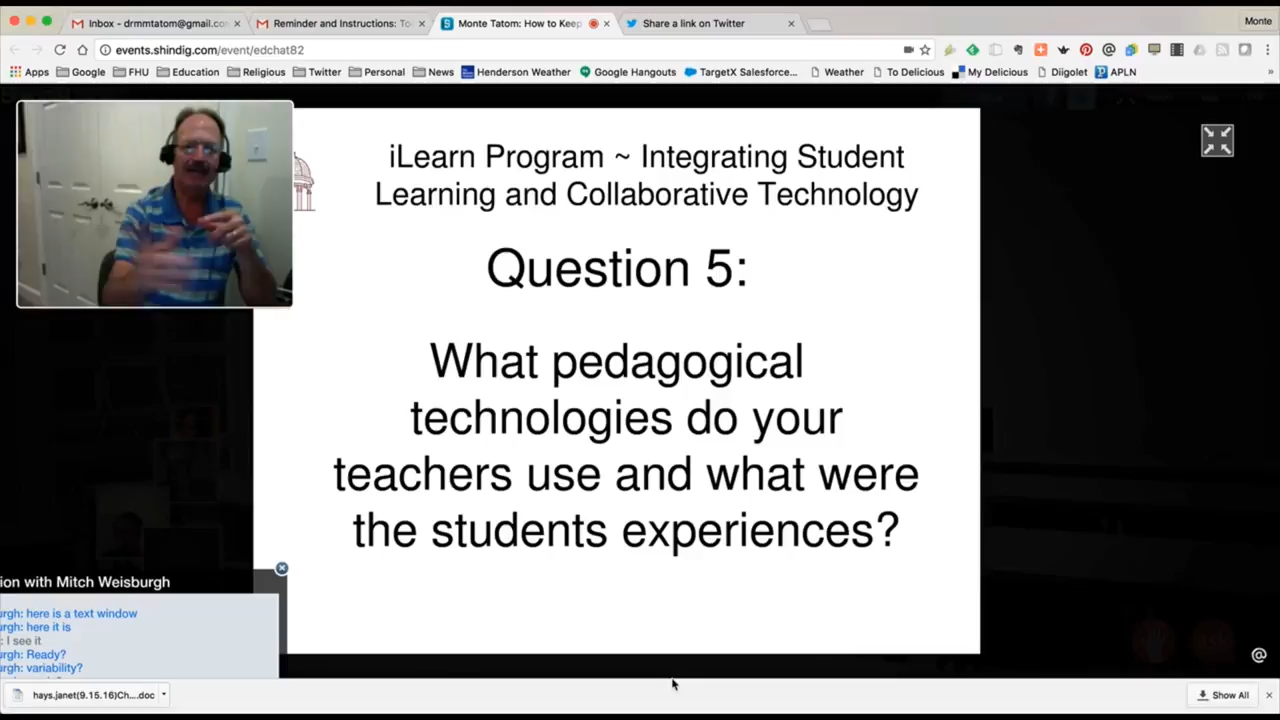 Inbox - drmmtatom@gmail.co
Reminder and Instructions: To
Monte Tatom: How to Keep
Share a link on Twitter
Monte
events.shindig.com/event/edchat82
Apps Google FHU Education Religious Twitter Personal News Henderson Weather Google Hangouts TargetX Salesforce... Weather To Delicious My Delicious Diigolet APLN »
iLearn Program ~ Integrating Student
Learning and Collaborative Technology
Question 5:
What pedagogical
technologies do your
teachers use and what were
the students experiences?
ion with Mitch Weisburgh
urgh: here is a text window
urgh: here it is
: I see it
urgh: Ready?
urgh: variability?
@
hays.janet(9.15.16)Ch....doc
Show All